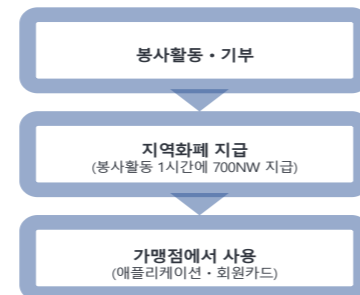 봉사활동・기부
지역화폐 지급
(봉사활동 1시간에 700NW 지급)
가맹점에서 사용
(애플리케이션・회원카드)